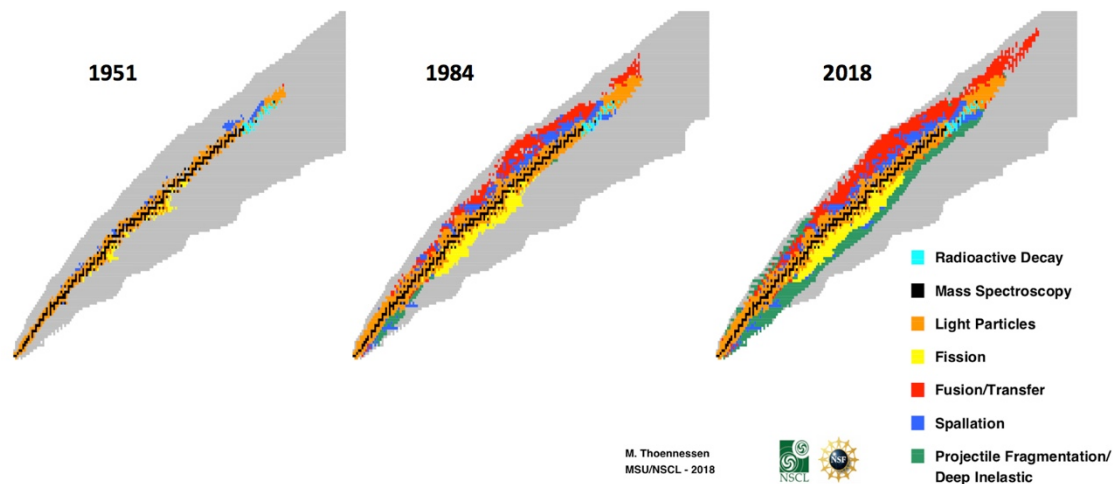 1951
1984
2018
Radioactive Decay
Mass Spectroscopy
Light Particles
Fission
Fusion/Transfer
Spallation
Projectile Fragmentation/
Deep Inelastic
M. Thoennessen
MSU/NSCL - 2018
NSCL
NSF